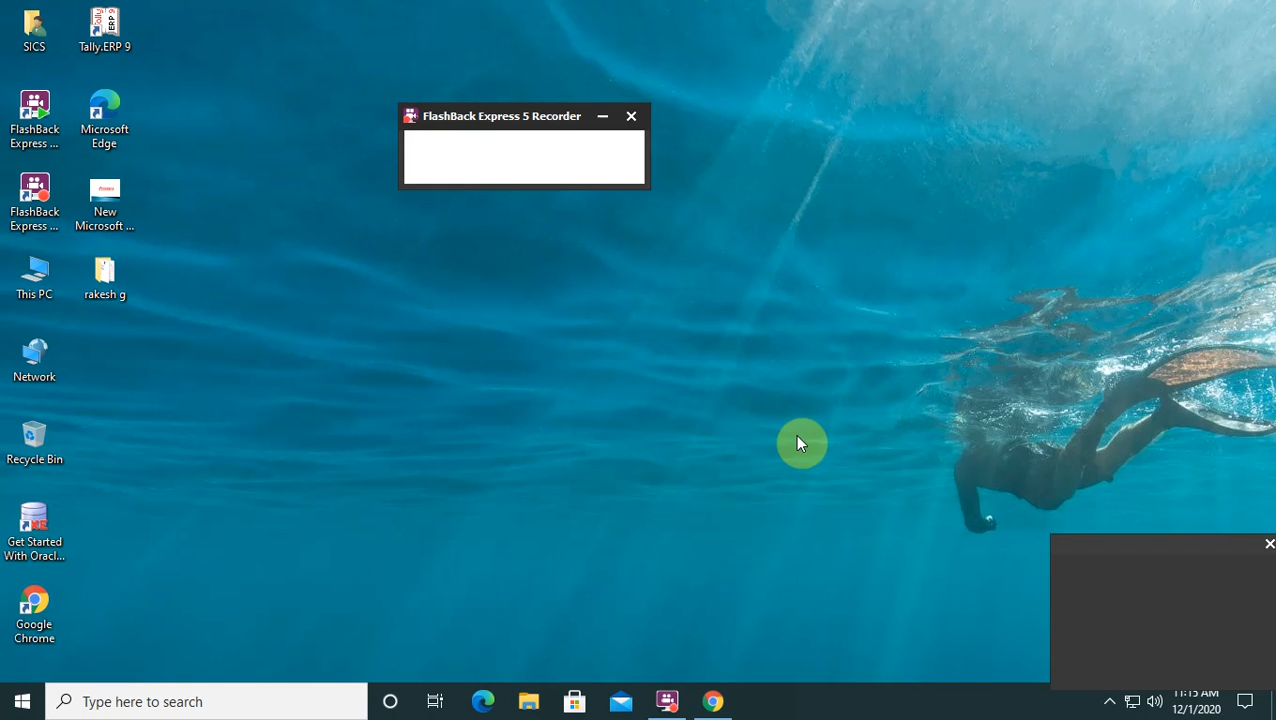 SICS
Tally.ERP 9
FlashBack
Express ...
Microsoft
Edge
FlashBack
Express ...
New
Microsoft ...
This PC
rakesh g
Network
Recycle Bin
Get Started
With Oracl...
Google
Chrome
FlashBack Express 5 Recorder
Type here to search
11:15 AM
12/1/2020